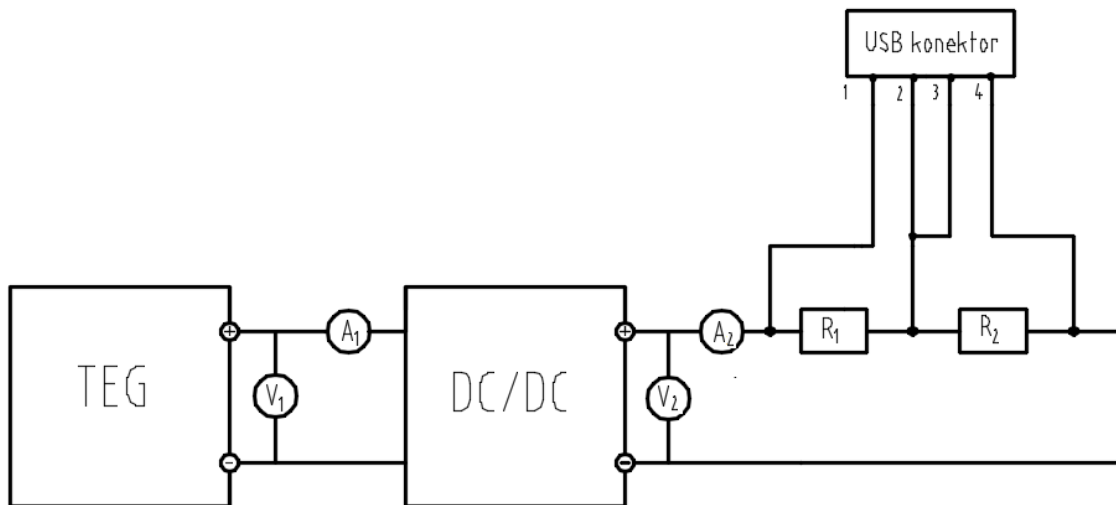 USB konektor
1 2 3 4
TEG
+
-
V1
A1
DC/DC
+
-
V2
A2
R1
R2